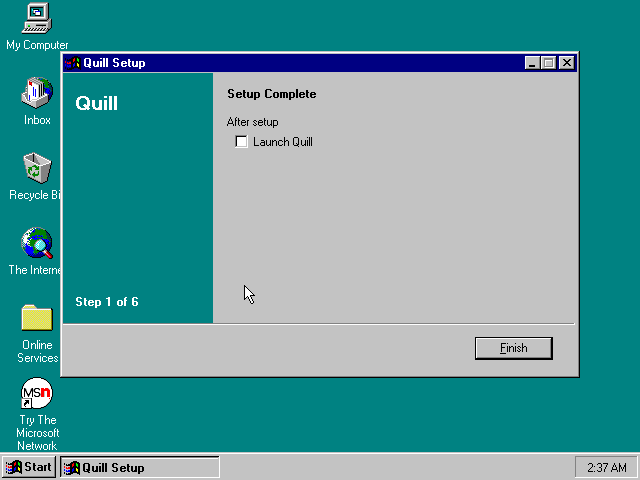 My Computer
Quill Setup
Quill
Setup Complete
After setup
Launch Quill
Inbox
Recycle Bi
The Interne
Step 1 of 6
Online
Services
Finish
MSn
Try The
Microsoft
Network
Start
Quill Setup
2:37 AM